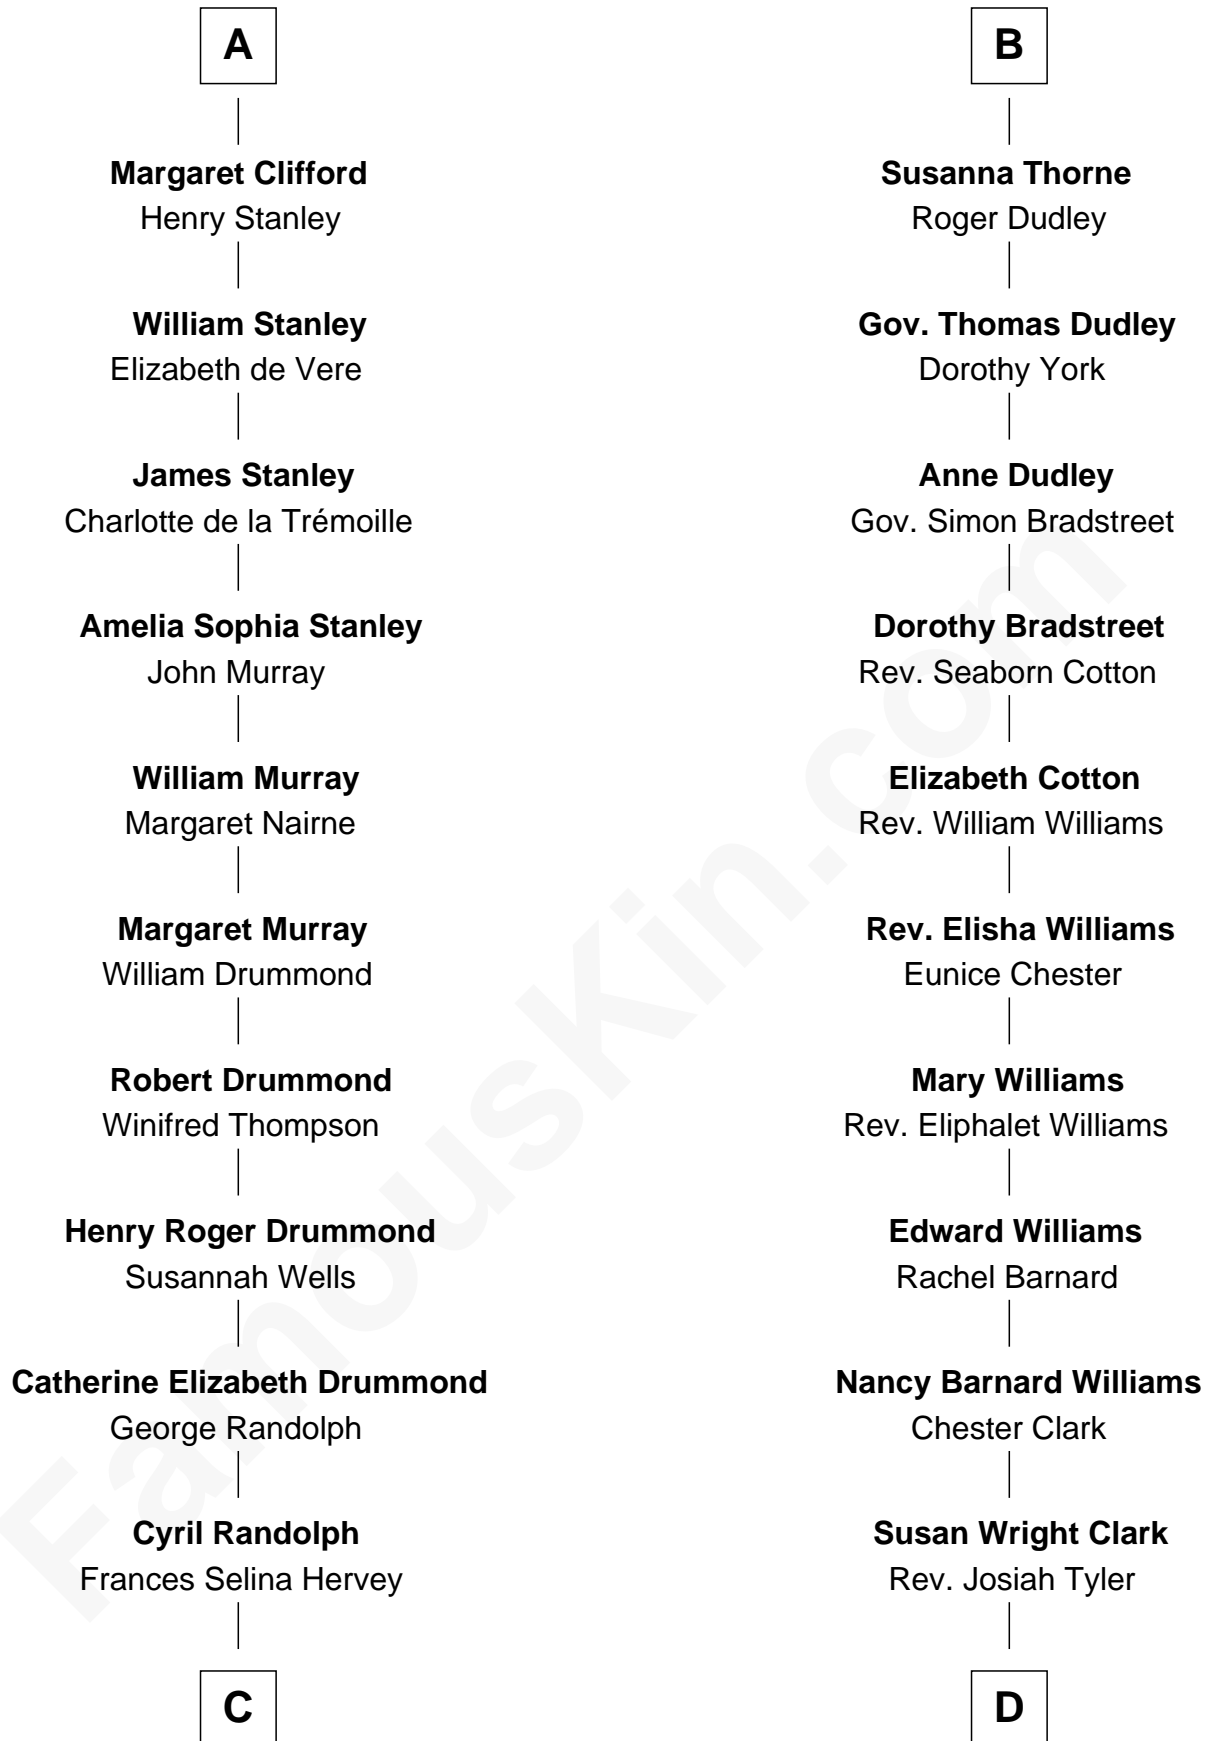 A
Margaret Clifford
Henry Stanley
William Stanley
Elizabeth de Vere
James Stanley
Charlotte de la Trémoille
Amelia Sophia Stanley
John Murray
William Murray
Margaret Nairne
Margaret Murray
William Drummond
Robert Drummond
Winifred Thompson
Henry Roger Drummond
Susannah Wells
Catherine Elizabeth Drummond
George Randolph
Cyril Randolph
Frances Selina Hervey
C
B
Susanna Thorne
Roger Dudley
Gov. Thomas Dudley
Dorothy York
Anne Dudley
Gov. Simon Bradstreet
Dorothy Bradstreet
Rev. Seaborn Cotton
Elizabeth Cotton
Rev. William Williams
Rev. Elisha Williams
Eunice Chester
Mary Williams
Rev. Eliphalet Williams
Edward Williams
Rachel Barnard
Nancy Barnard Williams
Chester Clark
Susan Wright Clark
Rev. Josiah Tyler
D
FamousKin.com